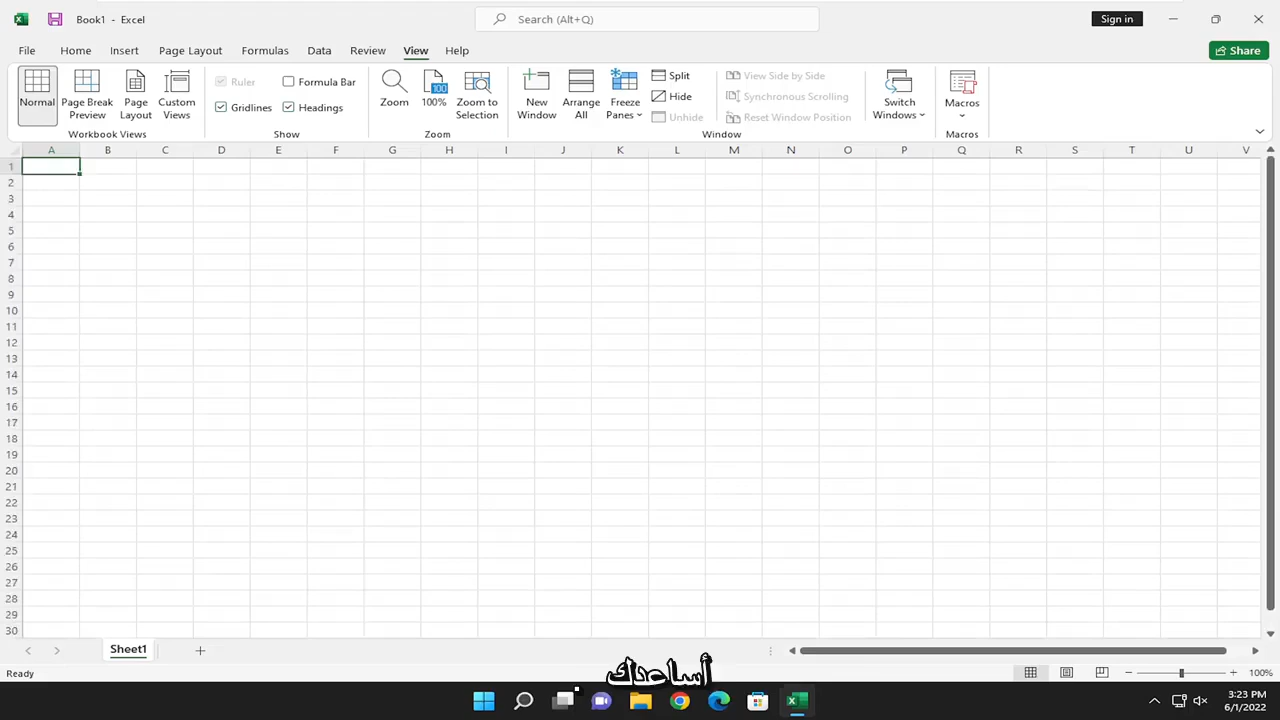 Book1 - Excel
Search (Alt+Q)
Sign in
File Home Insert Page Layout Formulas Data Review View Help
Share
Normal
Page Break Preview
Page Layout
Custom Views
Workbook Views
Ruler
Formula Bar
Gridlines
Headings
Show
Zoom
100
100%
Zoom to Selection
Zoom
New Window
Arrange All
Freeze Panes
Split
Hide
Unhide
View Side by Side
Synchronous Scrolling
Reset Window Position
Window
Switch Windows
Macros
Macros
A B C D E F G H I J K L M N O P Q R S T U V
1
2
3
4
5
6
7
8
9
10
11
12
13
14
15
16
17
18
19
20
21
22
23
24
25
26
27
28
29
30
Sheet1
Ready
100%
أساعدك
3:23 PM
6/1/2022